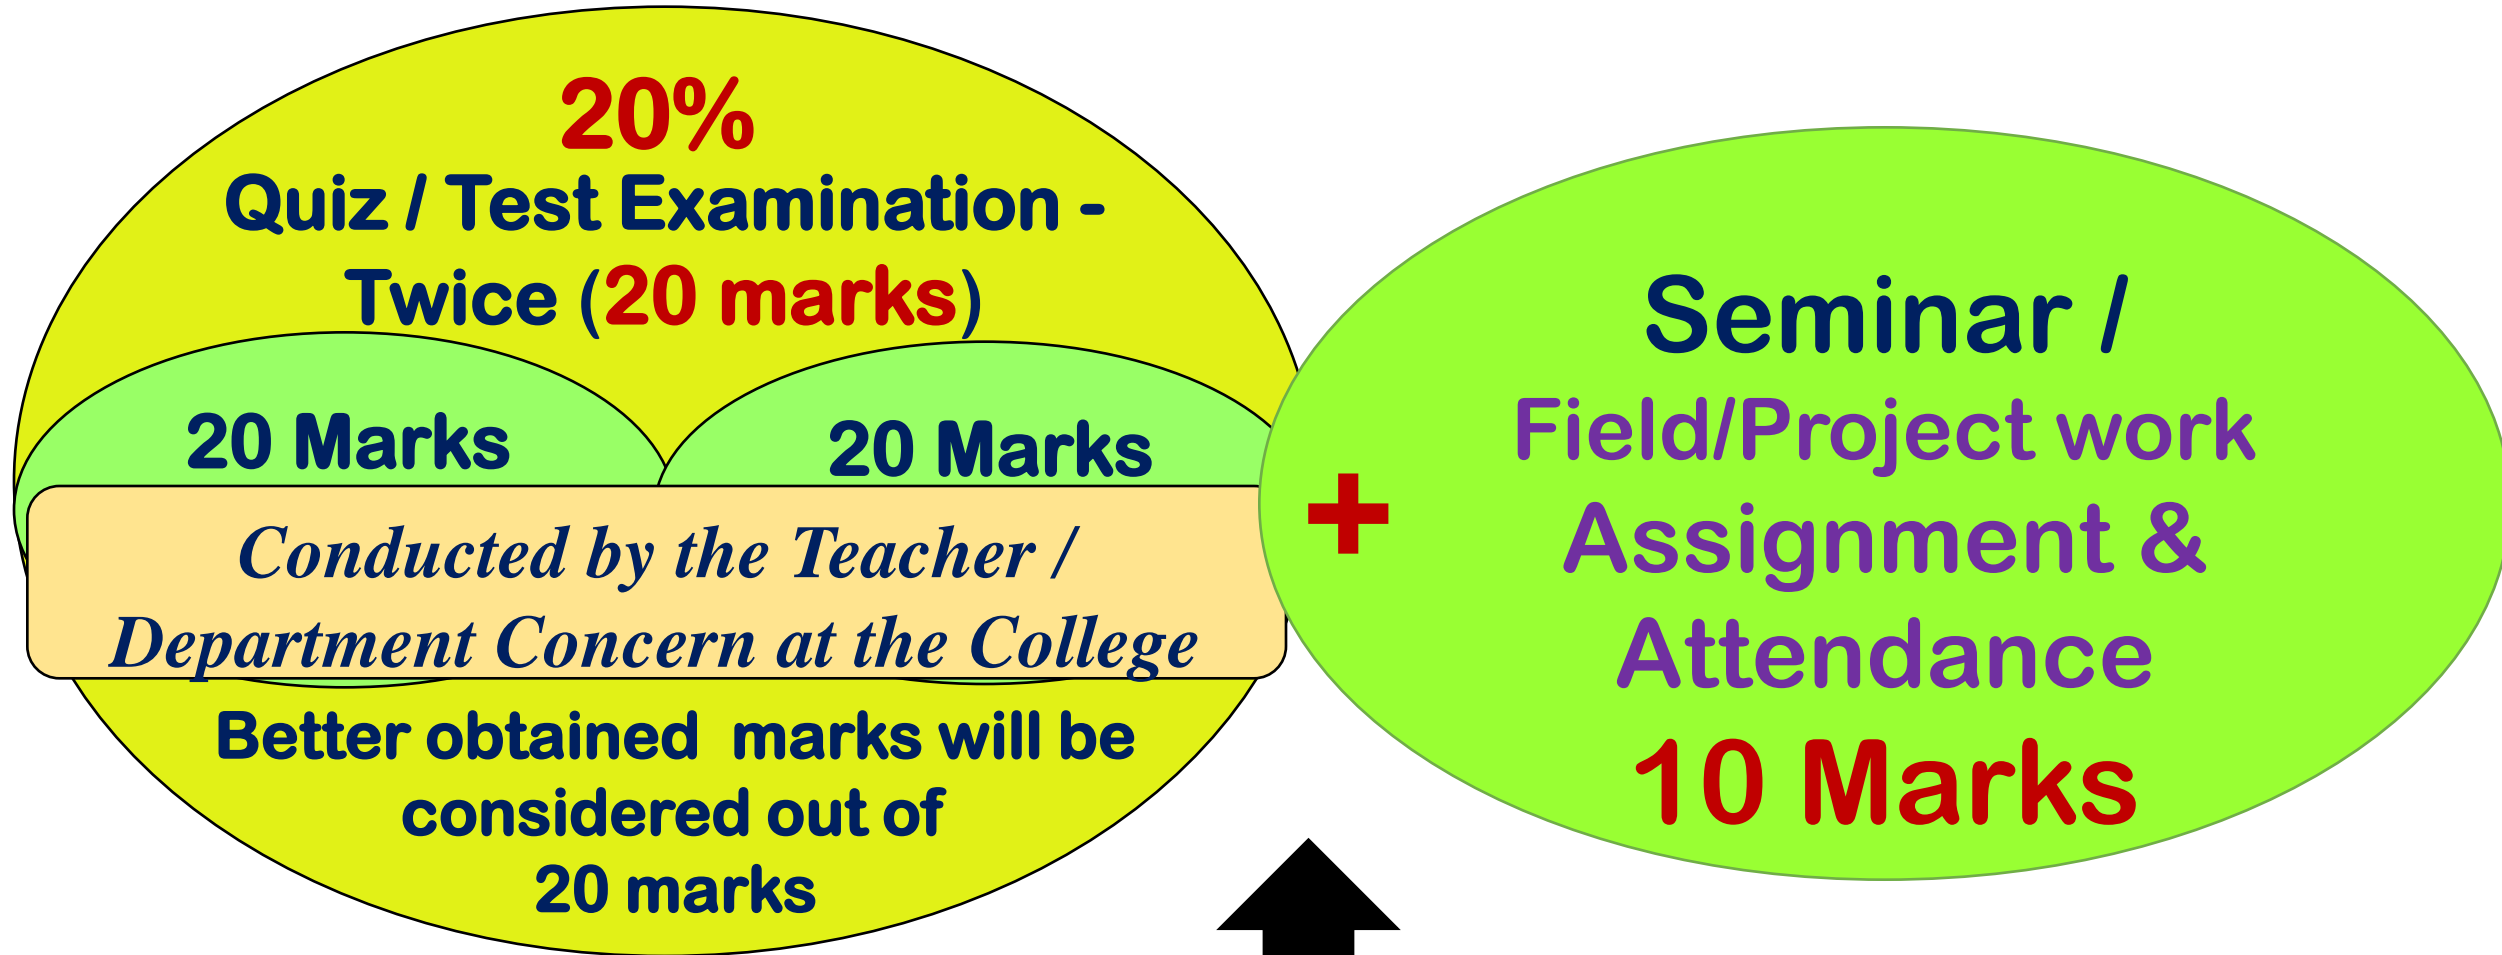 20%
Quiz / Test Examination -
Twice (20 marks)
20 Marks
20 Marks
Conducted by the Teacher /
Department Cocnern at the College
Better obtained marks will be
considered out of
20 marks
+
Seminar /
Field/Project work
Assignment &
Attendance
10 Marks